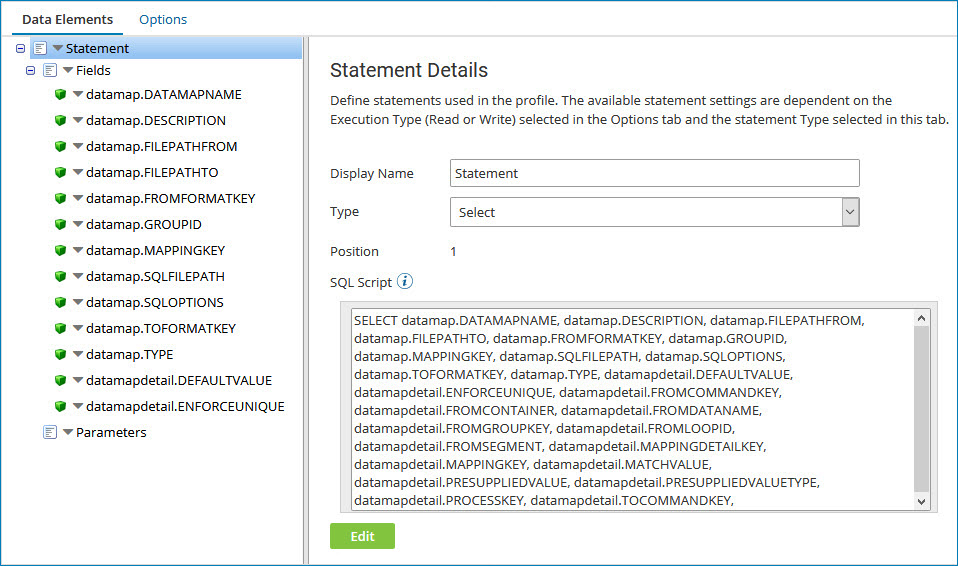 Data Elements
Options
Statement
Fields
datamap.DATAMAPNAME
datamap.DESCRIPTION
datamap.FILEPATHFROM
datamap.FILEPATHTO
datamap.FROMFORMATKEY
datamap.GROUPID
datamap.MAPPINGKEY
datamap.SQLFILEPATH
datamap.SQLOPTIONS
datamap.TOFORMATKEY
datamap.TYPE
datamapdetail.DEFAULTVALUE
datamapdetail.ENFORCEUNIQUE
Parameters
Statement Details
Define statements used in the profile. The available statement settings are dependent on the
Execution Type (Read or Write) selected in the Options tab and the statement Type selected in this tab.
Display Name
Statement
Type
Select
Position
1
SQL Script
i
SELECT datamap.DATAMAPNAME, datamap.DESCRIPTION, datamap.FILEPATHFROM,
datamap.FILEPATHTO, datamap.FROMFORMATKEY, datamap.GROUPID,
datamap.MAPPINGKEY, datamap.SQLFILEPATH, datamap.SQLOPTIONS,
datamap.TOFORMATKEY, datamap.TYPE, datamapdetail.DEFAULTVALUE,
datamapdetail.ENFORCEUNIQUE, datamapdetail.FROMCOMMANDKEY,
datamapdetail.FROMCONTAINER, datamapdetail.FROMDATANAME,
datamapdetail.FROMGROUPKEY, datamapdetail.FROMLOOPID,
datamapdetail.FROMSEGMENT, datamapdetail.MAPPINGDETAILKEY,
datamapdetail.MAPPINGKEY, datamapdetail.MATCHVALUE,
datamapdetail.PRESUPPLIEDVALUE, datamapdetail.PRESUPPLIEDVALUETYPE,
datamapdetail.PROCESSKEY, datamapdetail.TOCOMMANDKEY,
Edit